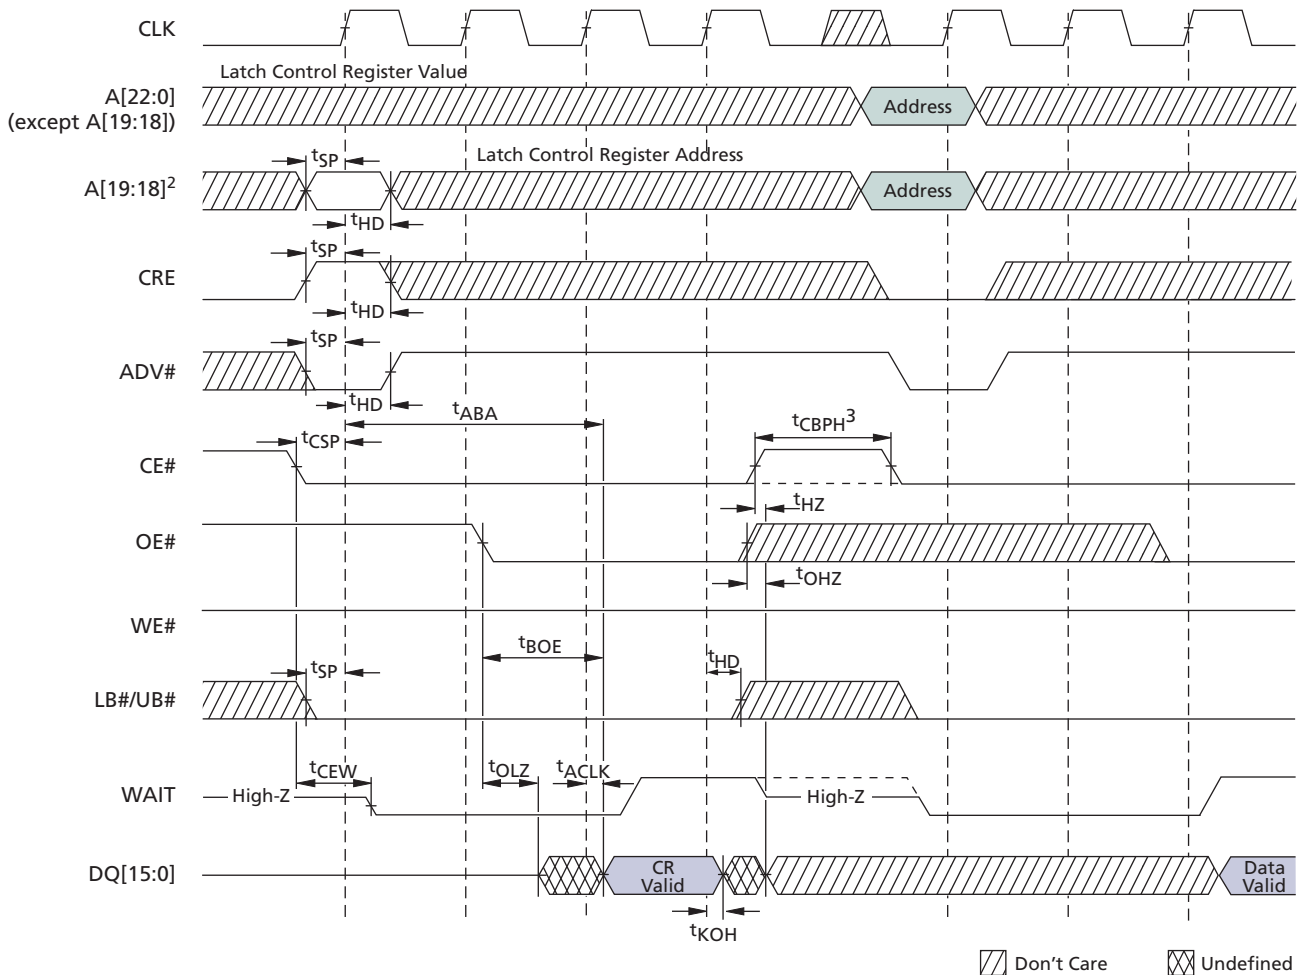 CLK
Latch Control Register Value
A[22:0]
(except A[19:18])
Address
tSP
Latch Control Register Address
A[19:18]2
Address
tHD
tSP
CRE
tHD
tSP
ADV#
tHD
tABA
tCBPH3
tCSP
CE#
tHZ
OE#
tOHZ
WE#
tBOE
tHD
tSP
LB#/UB#
tCEW
tOLZ
tACLK
WAIT
High-Z
High-Z
DQ[15:0]
CR
Valid
Data
Valid
tKOH
Don't Care
Undefined